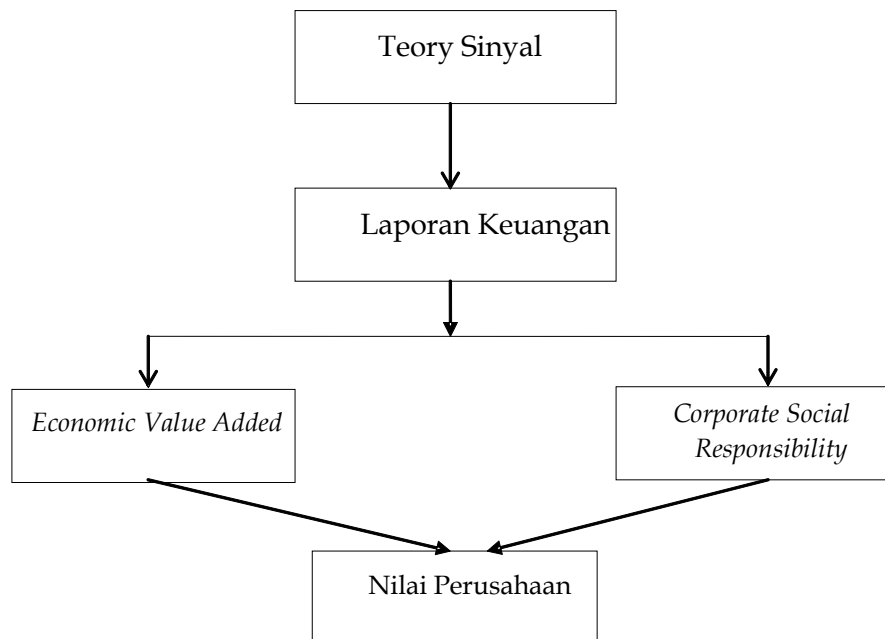 Teory Sinyal
Laporan Keuangan
Economic Value Added
Corporate Social
Responsibility
Nilai Perusahaan